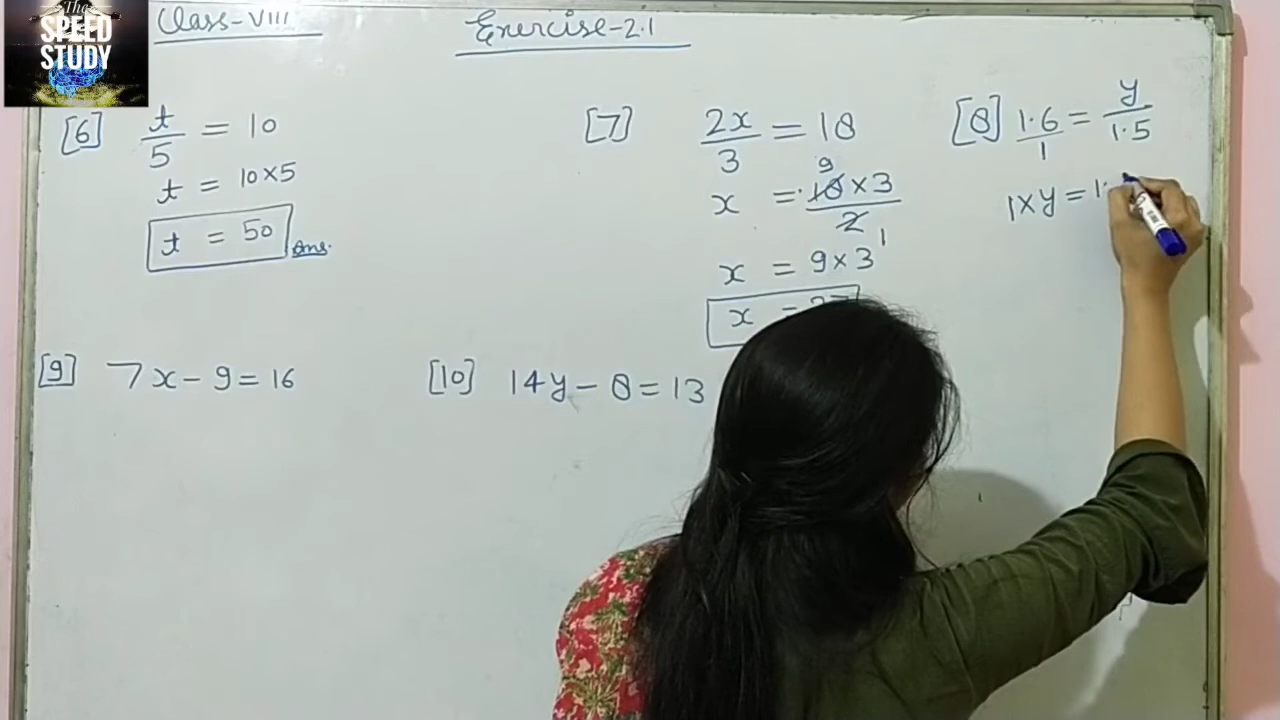 The
SPEED
STUDY
Class-VIII
Exercise-2.1
[6] t/5 = 10
t = 10×5
t = 50 Ans.
[7] 2x/3 = 18
x = 18×3/2
9
1
x = 9×3
x =
[8] 1.6/1 = y/1.5
1×y = 1.
[9] 7x-9=16
[10] 14y-8=13